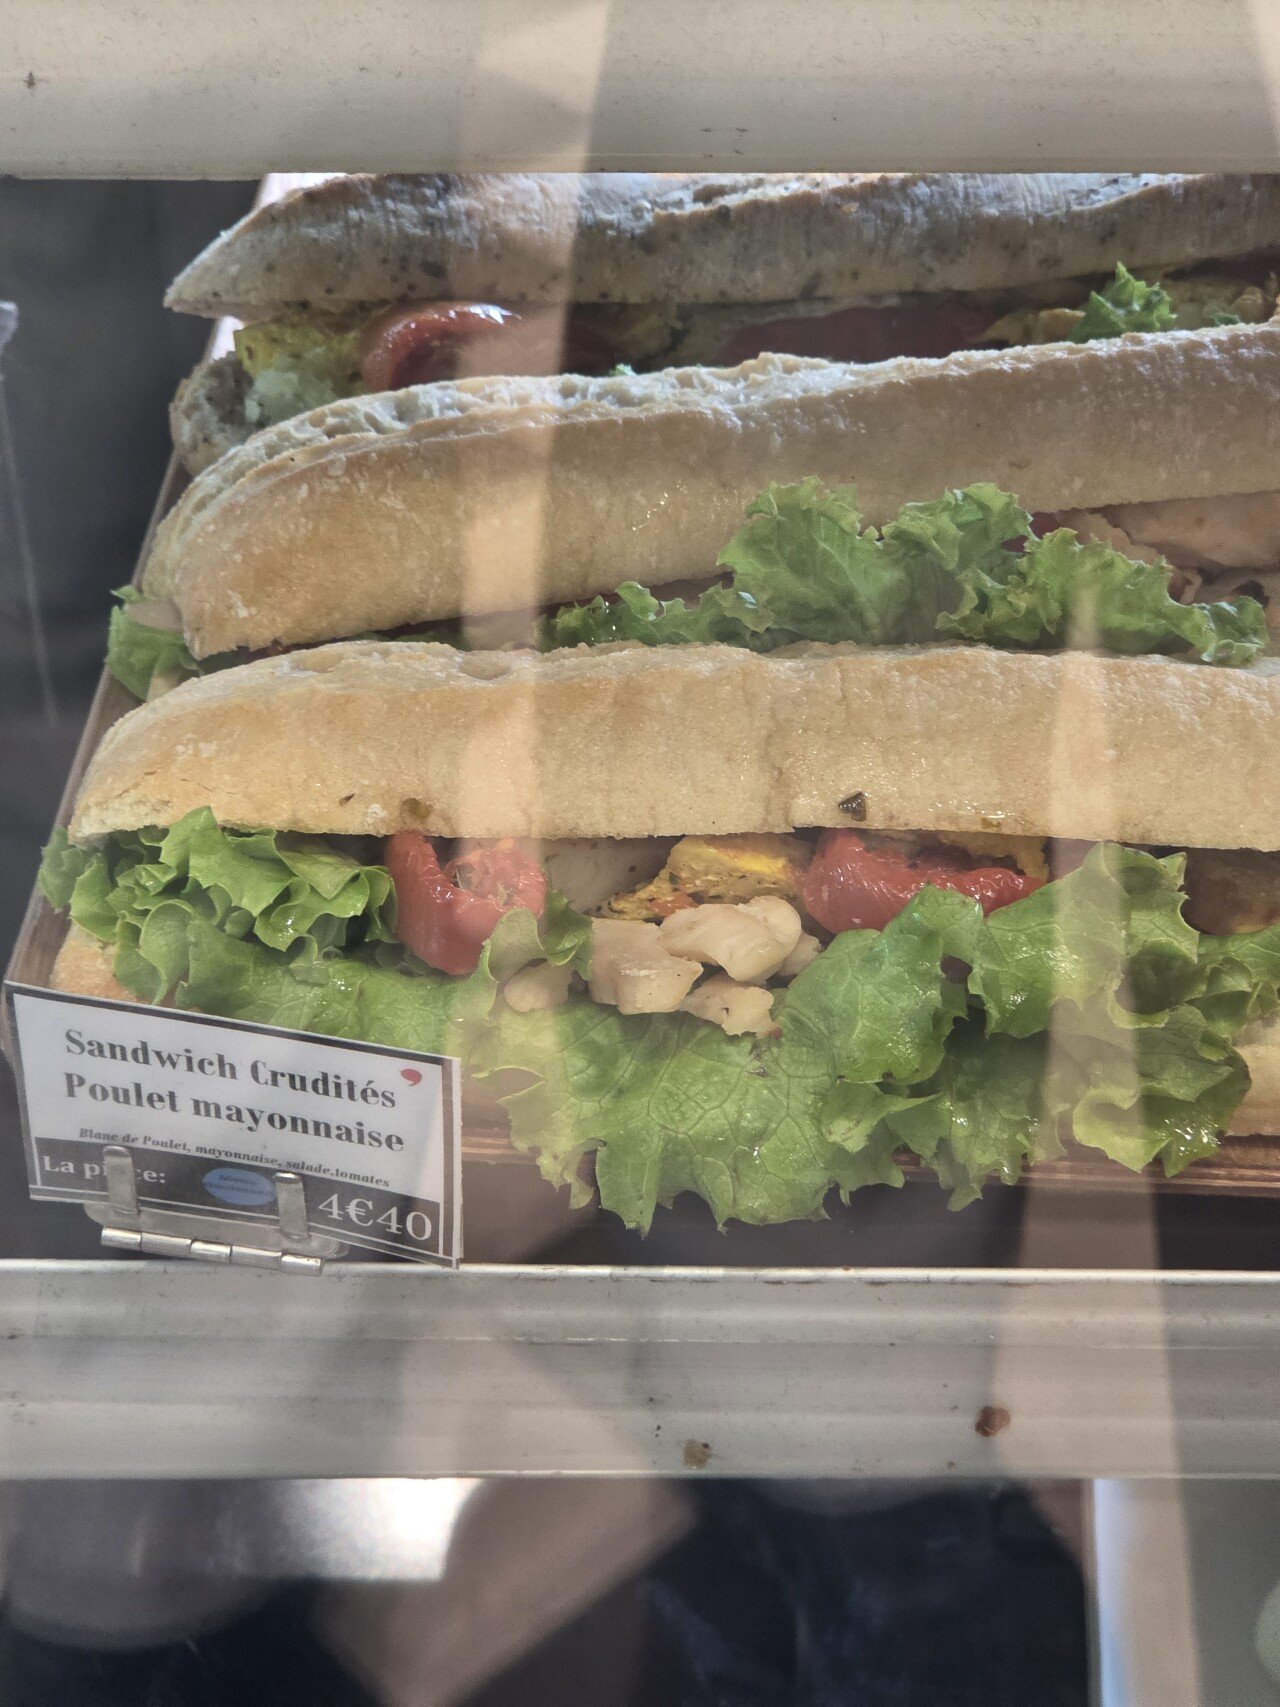 Sandwich Crudités
Poulet mayonnaise
Blanc de Poulet, mayonnaise, salade,tomates
La pièce:
4€40